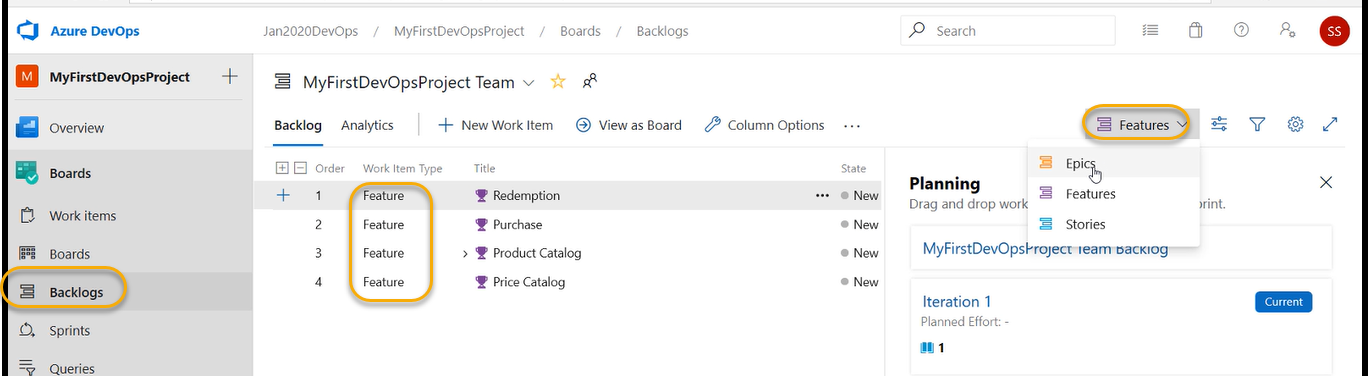 Azure DevOps
Jan2020DevOps / MyFirstDevOpsProject / Boards / Backlogs
Search
SS
M MyFirstDevOpsProject
MyFirstDevOpsProject Team
Overview
Backlog Analytics + New Work Item View as Board Column Options ...
Features
Boards
Order Work Item Type Title State
Epics
Work items
1 Feature Redemption ... New
Features
Planning
Drag and drop work rint.
2 Feature Purchase New
Stories
Boards
3 Feature Product Catalog New
MyFirstDevOpsProject Team Backlog
Backlogs
4 Feature Price Catalog New
Iteration 1 Current
Planned Effort: -
Sprints
1
Queries